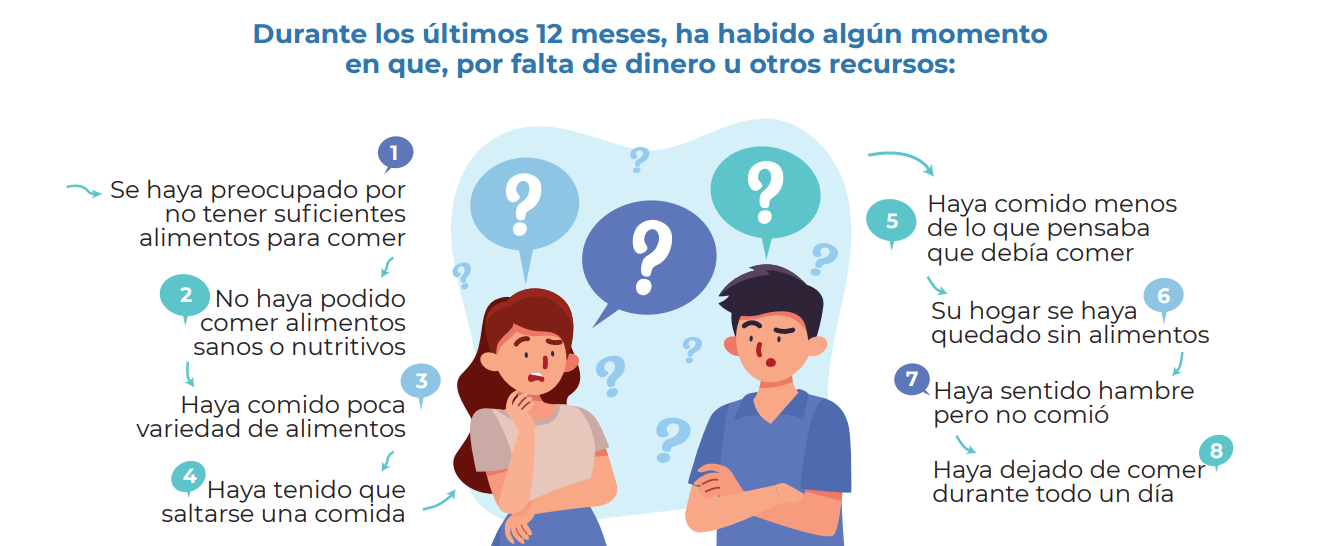 Durante los últimos 12 meses, ha habido algún momento
en que, por falta de dinero u otros recursos:
1
Se haya preocupado por
no tener suficientes
alimentos para comer
2
No haya podido
comer alimentos
sanos o nutritivos
3
Haya comido poca
variedad de alimentos
4
Haya tenido que
saltarse una comida
?
?
?
?
?
?
?
?
?
5
Haya comido menos
de lo que pensaba
que debía comer
6
Su hogar se haya
quedado sin alimentos
7
Haya sentido hambre
pero no comió
8
Haya dejado de comer
durante todo un día